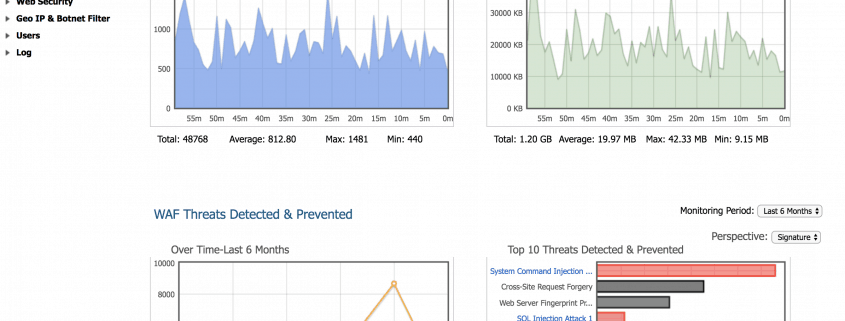 Web Security
Geo IP & Botnet Filter
Users
Log
1000
500
0
55m 50m 45m 40m 35m 30m 25m 20m 15m 10m 5m 0m
Total: 48768 Average: 812.80 Max: 1481 Min: 440
30000 KB
20000 KB
10000 KB
0 KB
55m 50m 45m 40m 35m 30m 25m 20m 15m 10m 5m 0m
Total: 1.20 GB Average: 19.97 MB Max: 42.33 MB Min: 9.15 MB
WAF Threats Detected & Prevented
Monitoring Period: Last 6 Months
Perspective: Signature
Over Time-Last 6 Months
10000
8000
Top 10 Threats Detected & Prevented
System Command Injection ...
Cross-Site Request Forgery
Web Server Fingerprint Pr...
SQL Injection Attack 1